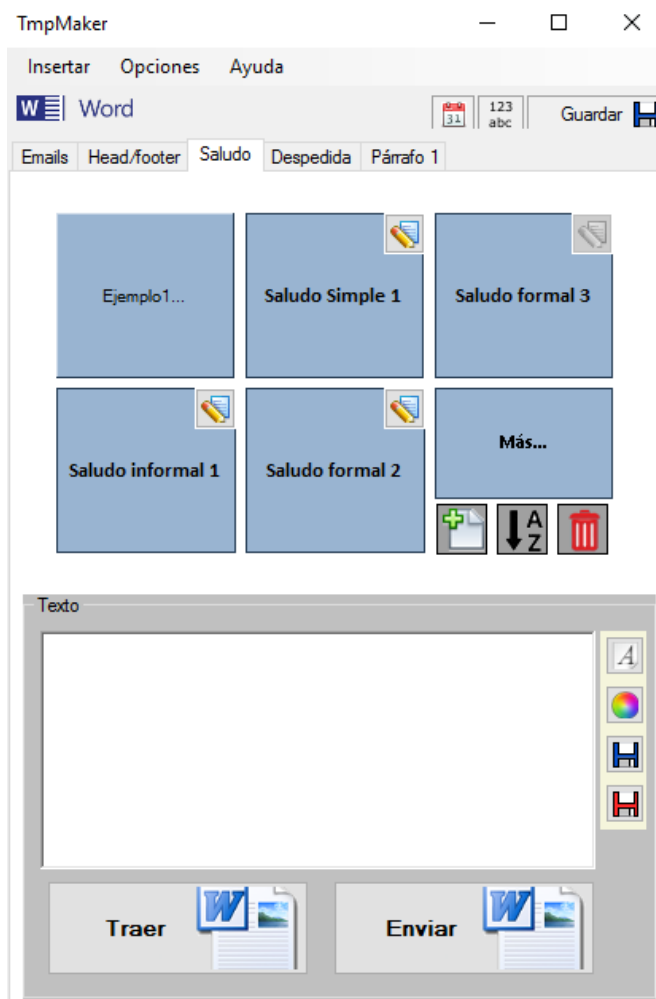 TmpMaker
Insertar Opciones Ayuda
W Word
31 123 abc Guardar
Emails Head/footer Saludo Despedida Párrafo 1
Ejemplo1... Saludo Simple 1 Saludo formal 3
Saludo informal 1 Saludo formal 2 Más...
A Z
Texto
A
Traer W Enviar W